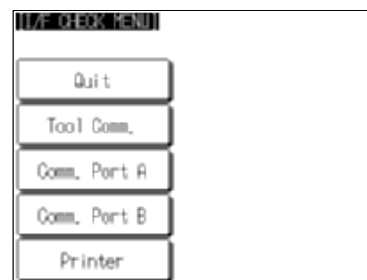 [I/F CHECK MENU]
Quit
Tool Comm.
Comm. Port A
Comm. Port B
Printer